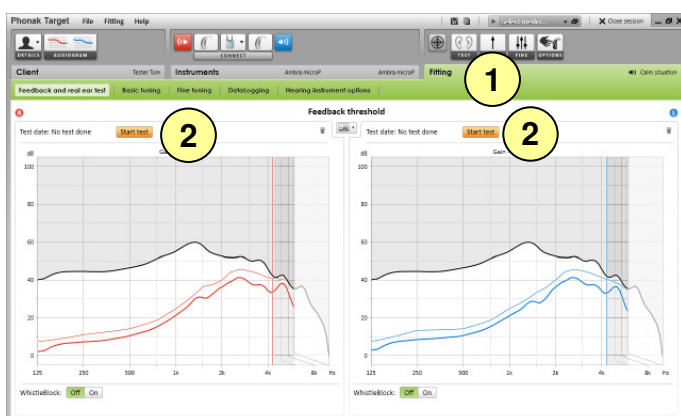 Phonak Target File Fitting Help
Close session
DETAILS AUDIOGRAM
CONNECT
TEST FINE OPTIONS
Client Tester Tom Instruments Ambra microP Ambra microP Fitting Calm situation
1
Feedback and real ear test Basic tuning Fine tuning DataLogging Hearing instrument options
Feedback threshold
Test date: No test done Start test 2
Test date: No test done Start test 2
dB
100
80
60
40
20
0
125 250 500 1k 2k 4k 8k Hz
dB
100
80
60
40
20
0
125 250 500 1k 2k 4k 8k Hz
WhistleBlock: Off On
WhistleBlock: Off On